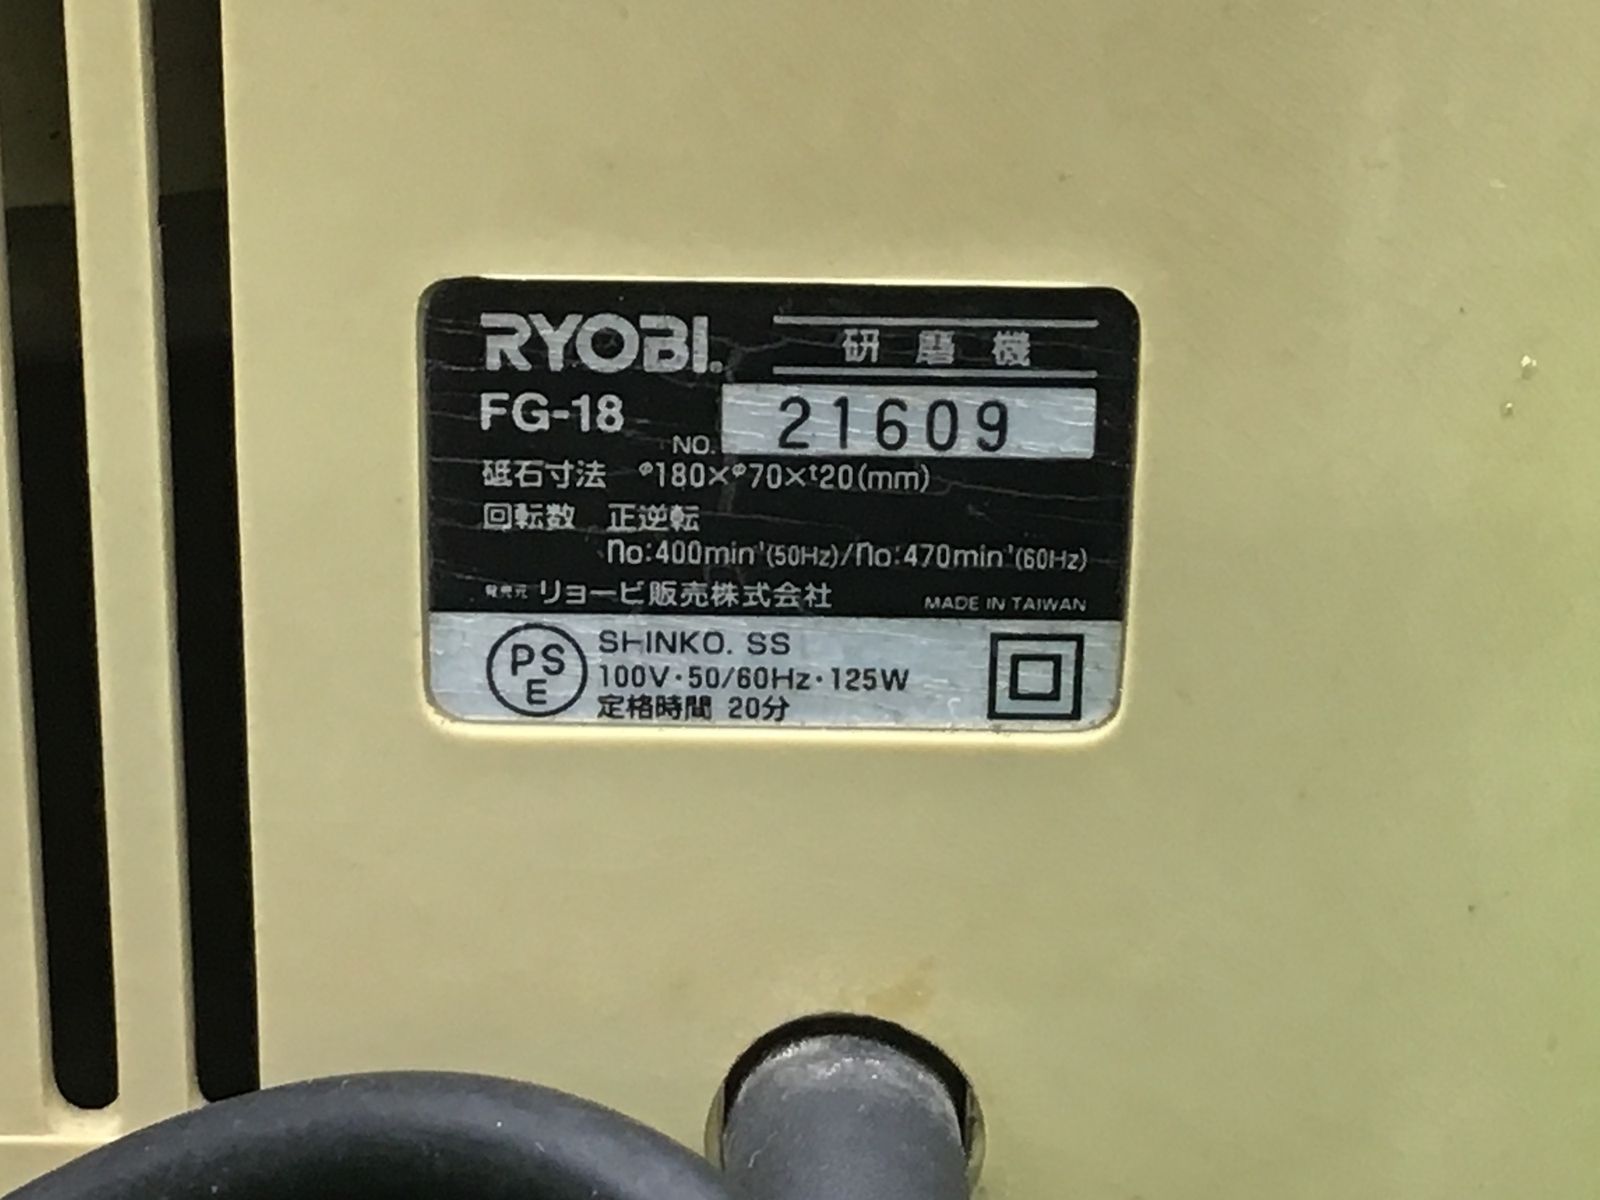 RYOBI.
研磨機
FG-18
NO. 21609
砥石寸法 φ180×φ70×t20(mm)
回転数 正逆転
no:400min⁻¹(50Hz)/no:470min⁻¹(60Hz)
発売元 リョービ販売株式会社
MADE IN TAIWAN
PSE
SHINKO. SS
100V・50/60Hz・125W
定格時間 20分